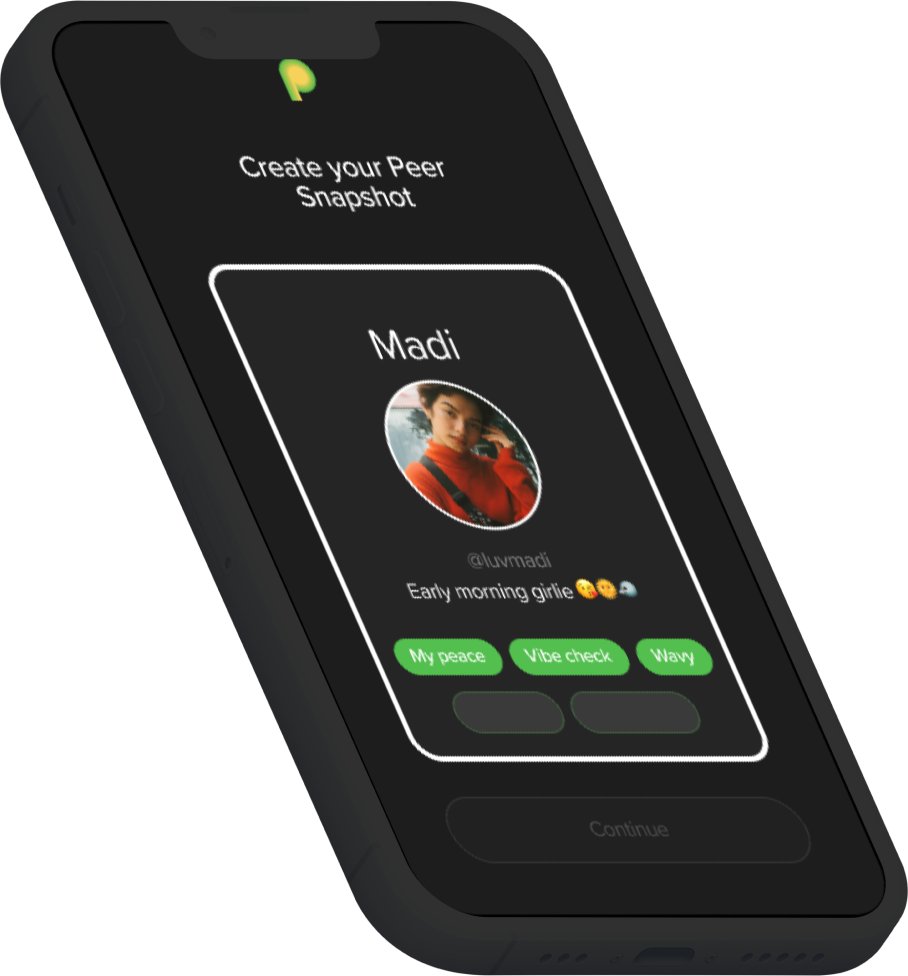 Create your Peer
Snapshot
Madi
@luvmadi
Early morning girlie 😘🌞🐦‍⬛
My peace
Vibe check
Wavy
Continue